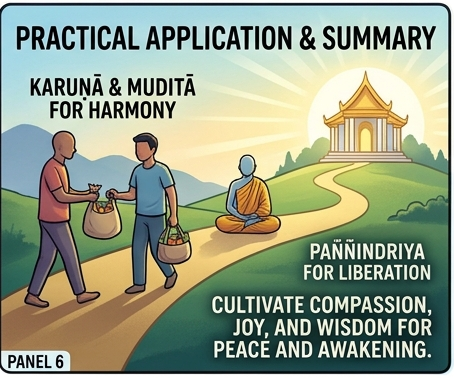 PRACTICAL APPLICATION & SUMMARY
KARUṆĀ & MUDITĀ
FOR HARMONY
PAÑÑINDRIYA
FOR LIBERATION
CULTIVATE COMPASSION,
JOY, AND WISDOM FOR
PEACE AND AWAKENING.
PANEL 6